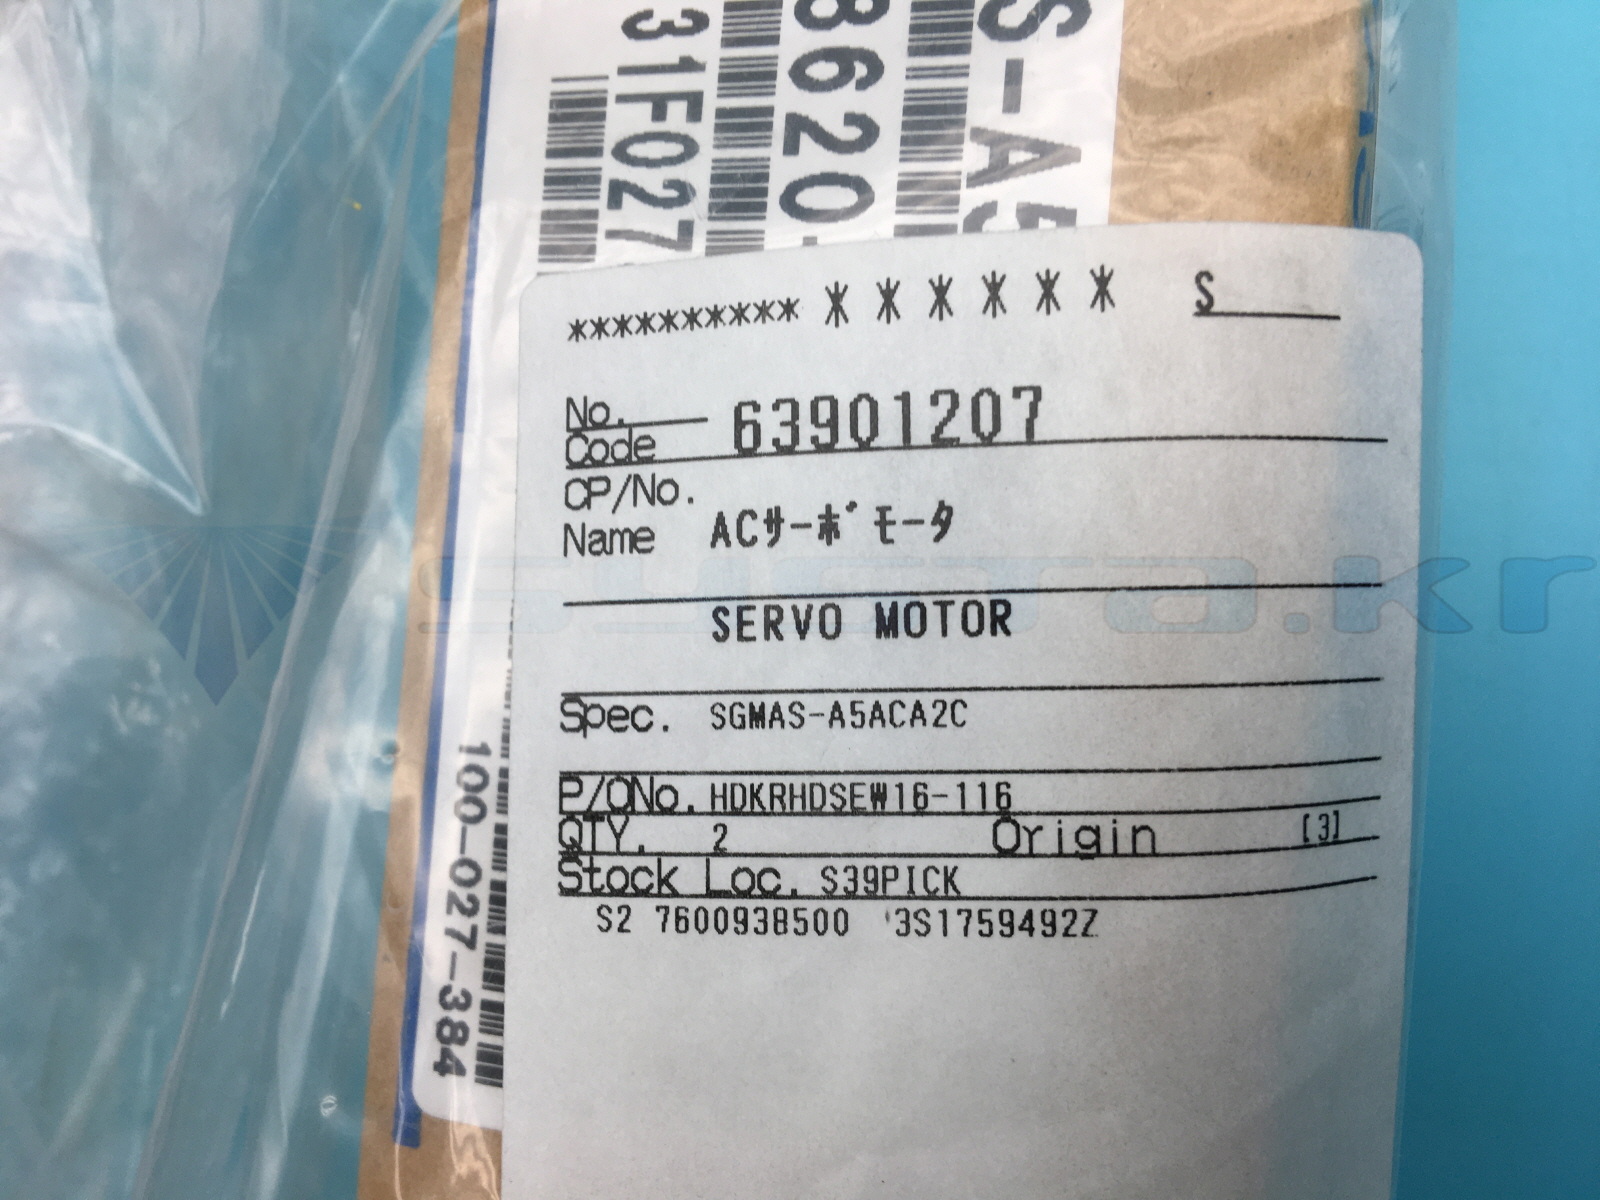 31F027
8620-
S-A5
100-027-384
**************** S
No. 63901207
Code
CP/No.
Name ACサーボモータ
SERVO MOTOR
Spec. SGMAS-A5ACA2C
P/ONo. HDKRHDSEW16-116
QTY. 2 Origin [3]
Stock Loc. S39PICK
S2 7600938500 '3S1759492Z
sysra.kr